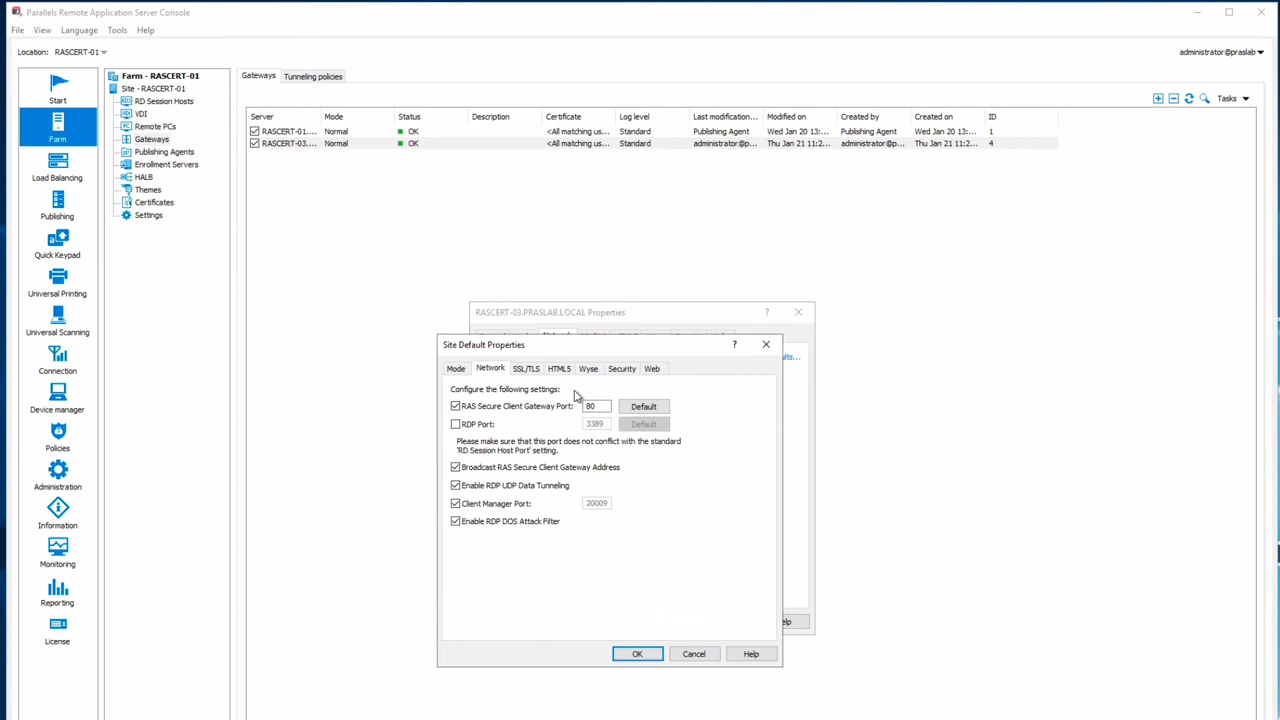 Parallels Remote Application Server Console
File View Language Tools Help
Location: RASCERT-01
administrator@praslab
Start
Farm
Load Balancing
Publishing
Quick Keypad
Universal Printing
Universal Scanning
Connection
Device manager
Policies
Administration
Information
Monitoring
Reporting
License
Farm - RASCERT-01
Site - RASCERT-01
RD Session Hosts
VDI
Remote PCs
Gateways
Publishing Agents
Enrollment Servers
HALB
Themes
Certificates
Settings
Gateways Tunneling policies
Tasks
Server Mode Status Description Certificate Log level Last modification... Modified on Created by Created on ID
RASCERT-01.... Normal OK <All matching us... Standard Publishing Agent Wed Jan 20 13:... Publishing Agent Wed Jan 20 13:... 1
RASCERT-03.... Normal OK <All matching us... Standard administrator@p... Thu Jan 21 11:2... administrator@p... Thu Jan 21 11:2... 4
RASCERT-03.PRASLAB.LOCAL Properties ?
Network
ults...
Site Default Properties ?
Mode Network SSL/TLS HTML5 Wyse Security Web
Configure the following settings:
RAS Secure Client Gateway Port: 80 Default
RDP Port: 3389 Default
Please make sure that this port does not conflict with the standard
'RD Session Host Port' setting.
Broadcast RAS Secure Client Gateway Address
Enable RDP UDP Data Tunneling
Client Manager Port: 20009
Enable RDP DOS Attack Filter
elp
OK Cancel Help